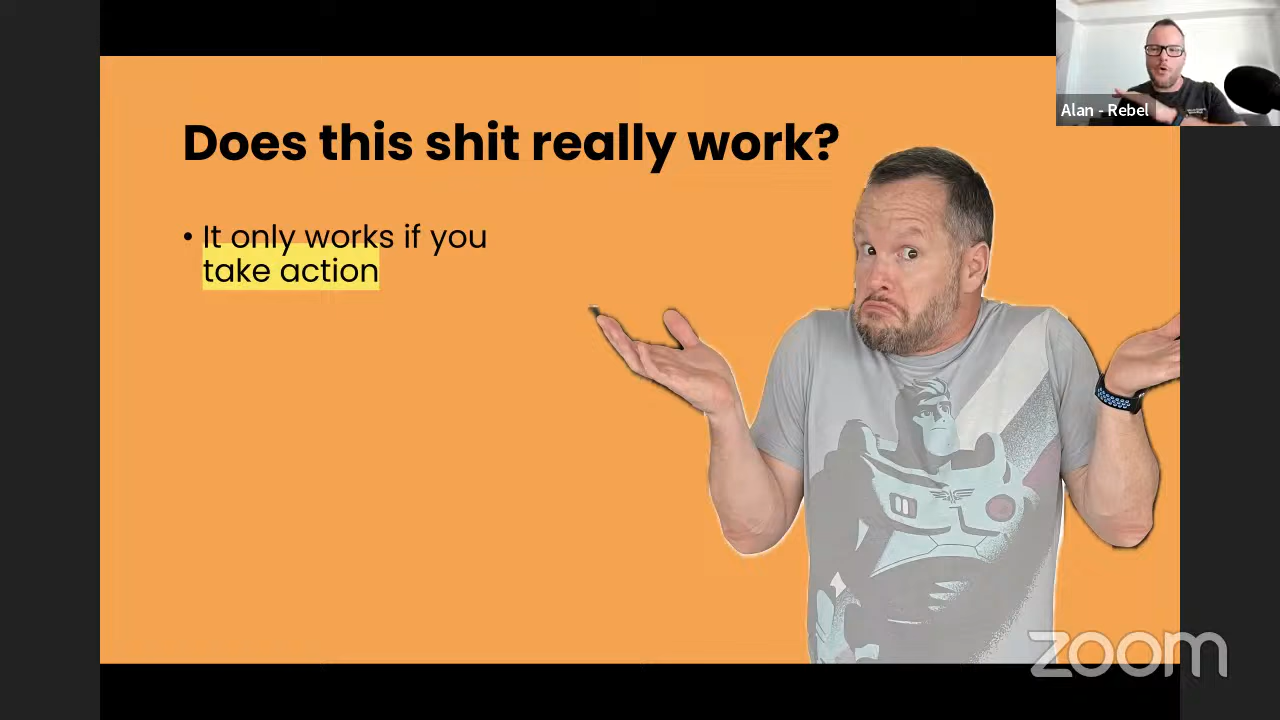 Does this shit really work?
• It only works if you
take action
Alan - Rebel
zoom